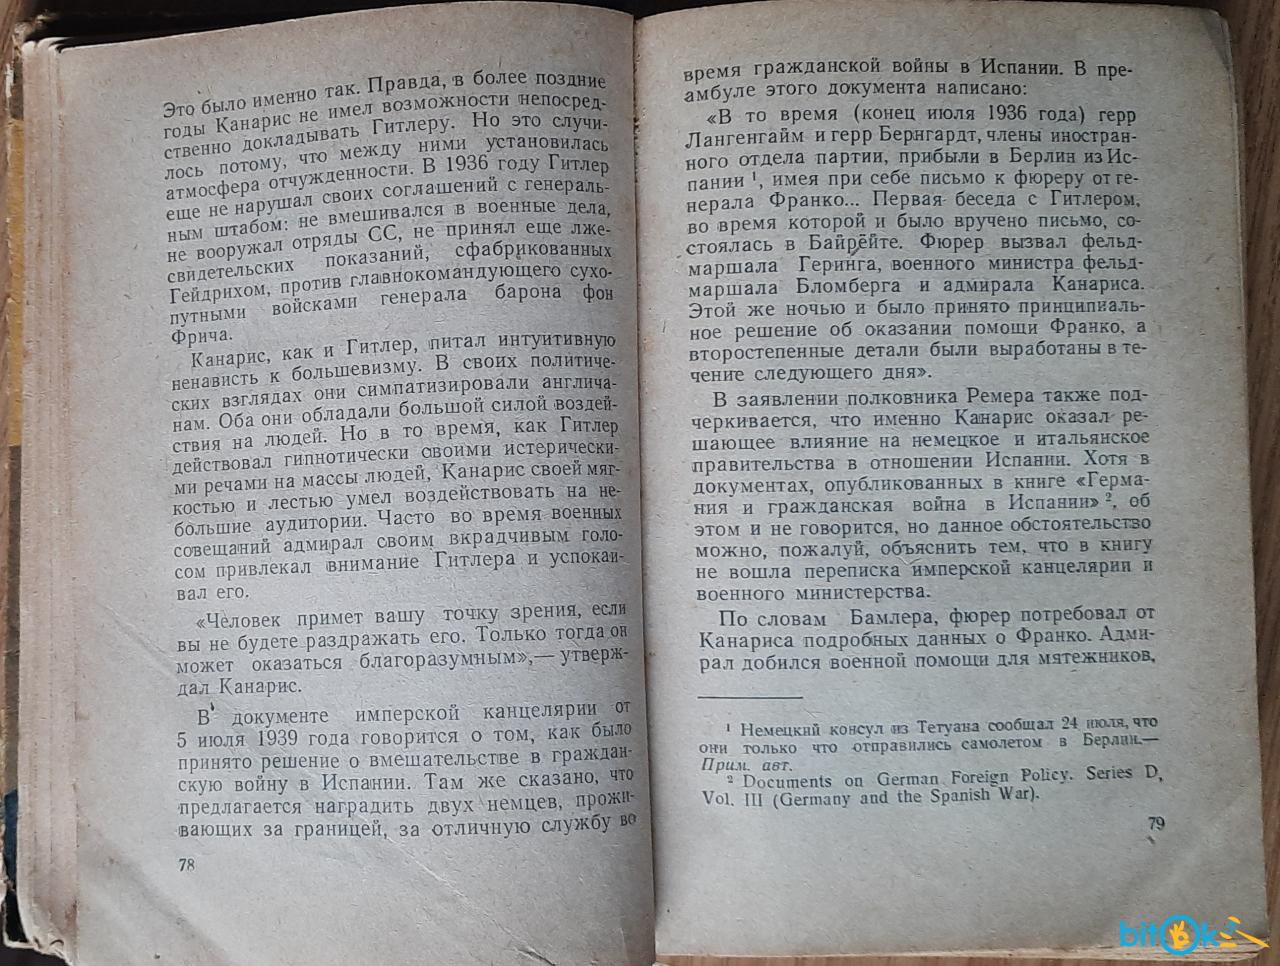 Это было именно так. Правда, в более поздние
годы Канарис не имел возможности непосред-
ственно докладывать Гитлеру. Но это случи-
лось потому, что между ними установилась
атмосфера отчужденности. В 1936 году Гитлер
еще не нарушал своих соглашений с генераль-
ным штабом: не вмешивался в военные дела,
не вооружал отряды СС, не принял еще лже-
свидетельских показаний, сфабрикованных
Гейдрихом, против главнокомандующего сухо-
путными войсками генерала барона фон
Фрича.
Канарис, как и Гитлер, питал интуитивную
ненависть к большевизму. В своих политиче-
ских взглядах они симпатизировали англича-
нам. Оба они обладали большой силой воздей-
ствия на людей. Но в то время, как Гитлер
действовал гипнотически своими истерически-
ми речами на массы людей, Канарис своей мяг-
костью и лестью умел воздействовать на не-
большие аудитории. Часто во время военных
совещаний адмирал своим вкрадчивым голо-
сом привлекал внимание Гитлера и успокаи-
вал его.
«Человек примет вашу точку зрения, если
вы не будете раздражать его. Только тогда он
может оказаться благоразумным»,— утверж-
дал Канарис.
В документе имперской канцелярии от
5 июля 1939 года говорится о том, как было
принято решение о вмешательстве в граждан-
скую войну в Испании. Там же сказано, что
предлагается наградить двух немцев, прожи-
вающих за границей, за отличную службу во
78
время гражданской войны в Испании. В пре-
амбуле этого документа написано:
«В то время (конец июля 1936 года) герр
Лангенгайм и герр Бернгардт, члены иностран-
ного отдела партии, прибыли в Берлин из Ис-
пании ¹, имея при себе письмо к фюреру от ге-
нерала Франко... Первая беседа с Гитлером,
во время которой и было вручено письмо, со-
стоялась в Байрёйте. Фюрер вызвал фельд-
маршала Геринга, военного министра фельд-
маршала Бломберга и адмирала Канариса.
Этой же ночью и было принято принципиаль-
ное решение об оказании помощи Франко, а
второстепенные детали были выработаны в те-
чение следующего дня».
В заявлении полковника Ремера также под-
черкивается, что именно Канарис оказал ре-
шающее влияние на немецкое и итальянское
правительства в отношении Испании. Хотя в
документах, опубликованных в книге «Герма-
ния и гражданская война в Испании» ², об
этом и не говорится, но данное обстоятельство
можно, пожалуй, объяснить тем, что в книгу
не вошла переписка имперской канцелярии и
военного министерства.
По словам Бамлера, фюрер потребовал от
Канариса подробных данных о Франко. Адми-
рал добился военной помощи для мятежников,
¹ Немецкий консул из Тетуана сообщал 24 июля, что
они только что отправились самолетом в Берлин.—
Прим. авт.
² Documents on German Foreign Policy. Series D,
Vol. III (Germany and the Spanish War).
79
bitOk